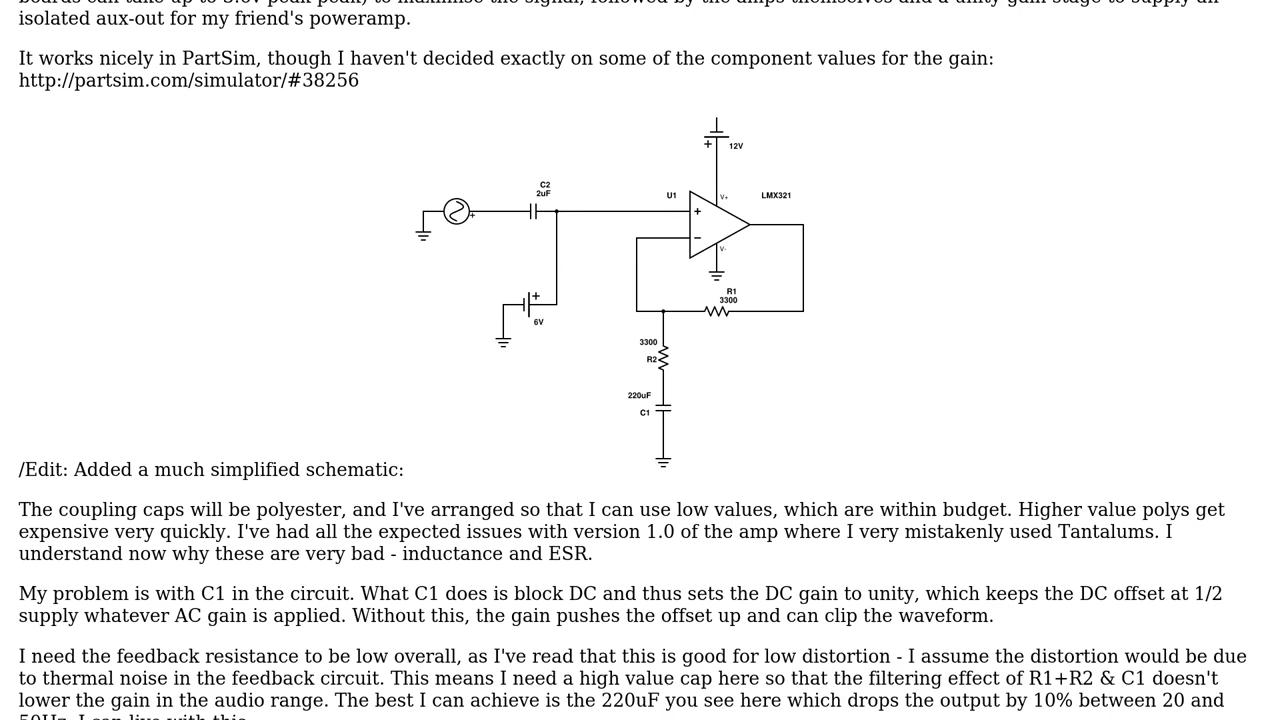 isolated aux-out for my friend's poweramp.
It works nicely in PartSim, though I haven't decided exactly on some of the component values for the gain:
http://partsim.com/simulator/#38256
+ 12V
C2
2uF
U1
V+
LMX321
+
+
−
V-
+
6V
R1
3300
3300
R2
220uF
C1
/Edit: Added a much simplified schematic:
The coupling caps will be polyester, and I've arranged so that I can use low values, which are within budget. Higher value polys get
expensive very quickly. I've had all the expected issues with version 1.0 of the amp where I very mistakenly used Tantalums. I
understand now why these are very bad - inductance and ESR.
My problem is with C1 in the circuit. What C1 does is block DC and thus sets the DC gain to unity, which keeps the DC offset at 1/2
supply whatever AC gain is applied. Without this, the gain pushes the offset up and can clip the waveform.
I need the feedback resistance to be low overall, as I've read that this is good for low distortion - I assume the distortion would be due
to thermal noise in the feedback circuit. This means I need a high value cap here so that the filtering effect of R1+R2 & C1 doesn't
lower the gain in the audio range. The best I can achieve is the 220uF you see here which drops the output by 10% between 20 and